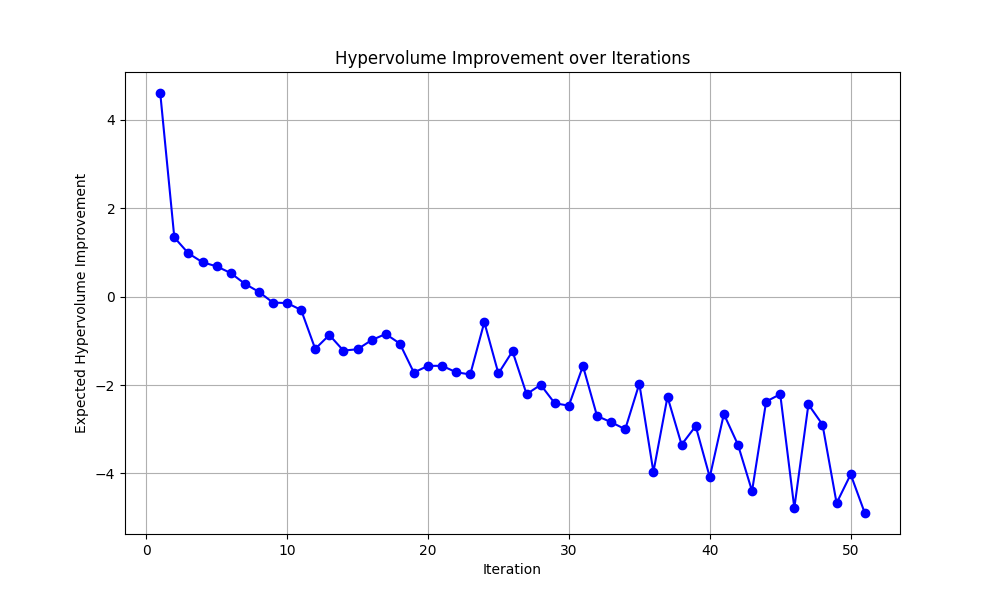 Hypervolume Improvement over Iterations
Expected Hypervolume Improvement
4
2
0
−2
−4
0 10 20 30 40 50
Iteration